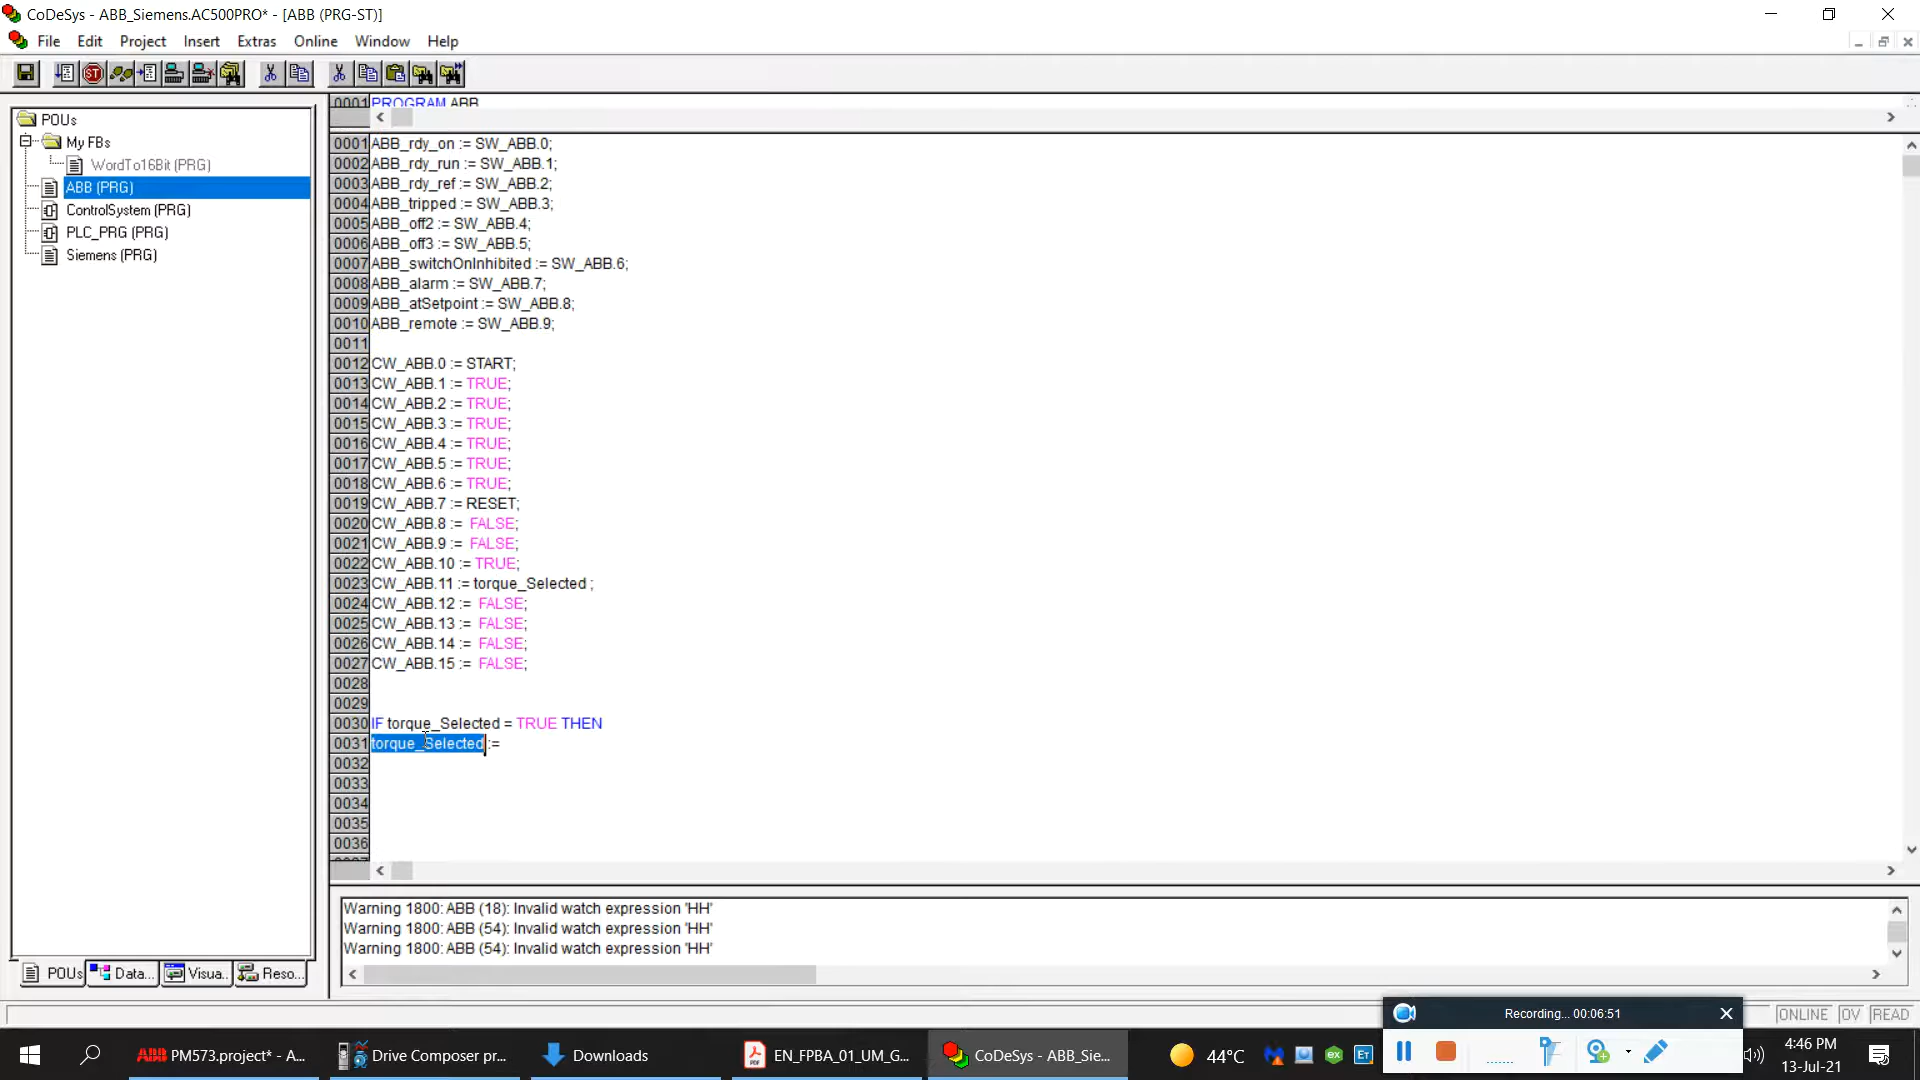 CoDeSys - ABB_Siemens.AC500PRO* - [ABB (PRG-ST)]
File Edit Project Insert Extras Online Window Help
POUs
My FBs
WordTo16Bit (PRG)
ABB (PRG)
ControlSystem (PRG)
PLC_PRG (PRG)
Siemens (PRG)
0001 PROGRAM ABB
0001 ABB_rdy_on := SW_ABB.0;
0002 ABB_rdy_run := SW_ABB.1;
0003 ABB_rdy_ref := SW_ABB.2;
0004 ABB_tripped := SW_ABB.3;
0005 ABB_off2 := SW_ABB.4;
0006 ABB_off3 := SW_ABB.5;
0007 ABB_switchOnInhibited := SW_ABB.6;
0008 ABB_alarm := SW_ABB.7;
0009 ABB_atSetpoint := SW_ABB.8;
0010 ABB_remote := SW_ABB.9;
0011
0012 CW_ABB.0 := START;
0013 CW_ABB.1 := TRUE;
0014 CW_ABB.2 := TRUE;
0015 CW_ABB.3 := TRUE;
0016 CW_ABB.4 := TRUE;
0017 CW_ABB.5 := TRUE;
0018 CW_ABB.6 := TRUE;
0019 CW_ABB.7 := RESET;
0020 CW_ABB.8 := FALSE;
0021 CW_ABB.9 := FALSE;
0022 CW_ABB.10 := TRUE;
0023 CW_ABB.11 := torque_Selected ;
0024 CW_ABB.12 := FALSE;
0025 CW_ABB.13 := FALSE;
0026 CW_ABB.14 := FALSE;
0027 CW_ABB.15 := FALSE;
0028
0029
0030 IF torque_Selected = TRUE THEN
0031 torque_Selected :=
0032
0033
0034
0035
0036
Warning 1800: ABB (18): Invalid watch expression 'HH'
Warning 1800: ABB (54): Invalid watch expression 'HH'
Warning 1800: ABB (54): Invalid watch expression 'HH'
POUs Data... Visua.. Reso...
Recording... 00:06:51
ONLINE OV READ
ABB PM573.project* - A...
Drive Composer pr...
Downloads
EN_FPBA_01_UM_G...
CoDeSys - ABB_Sie...
44°C
4:46 PM
13-Jul-21